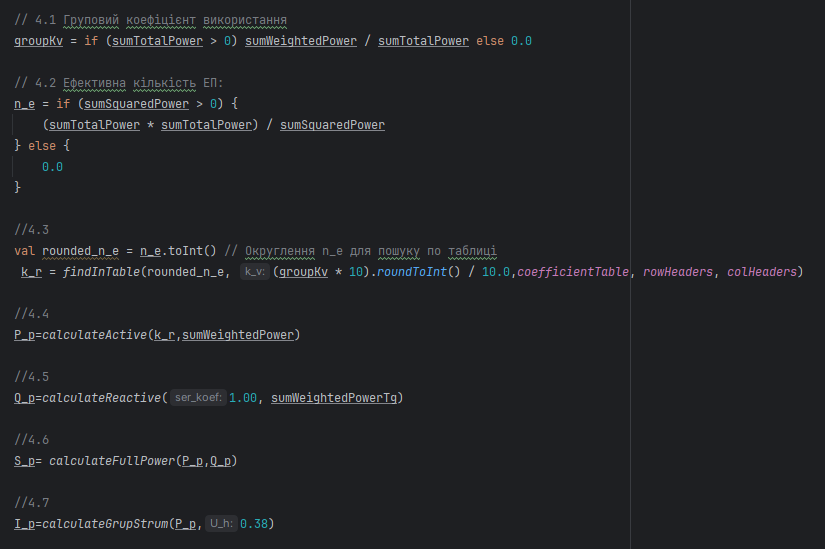 // 4.1 Груповий коефіцієнт використання
groupKv = if (sumTotalPower > 0) sumWeightedPower / sumTotalPower else 0.0
// 4.2 Ефективна кількість ЕП:
n_e = if (sumSquaredPower > 0) {
(sumTotalPower * sumTotalPower) / sumSquaredPower
} else {
0.0
}
//4.3
val rounded_n_e = n_e.toInt() // Округлення n_e для пошуку по таблиці
k_r = findInTable(rounded_n_e, k_v: (groupKv * 10).roundToInt() / 10.0,coefficientTable, rowHeaders, colHeaders)
//4.4
P_p=calculateActive(k_r,sumWeightedPower)
//4.5
Q_p=calculateReactive( ser_koef: 1.00, sumWeightedPowerTq)
//4.6
S_p= calculateFullPower(P_p,Q_p)
//4.7
I_p=calculateGrupStrum(P_p, U_h: 0.38)